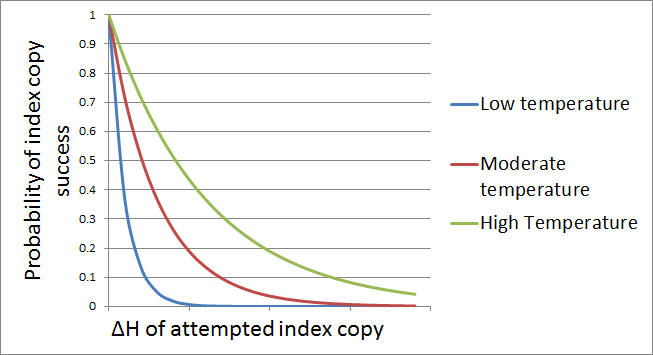 1
0.9
0.8
0.7
0.6
0.5
0.4
0.3
0.2
0.1
0
Probability of index copy
success
ΔH of attempted index copy
Low temperature
Moderate
temperature
High Temperature